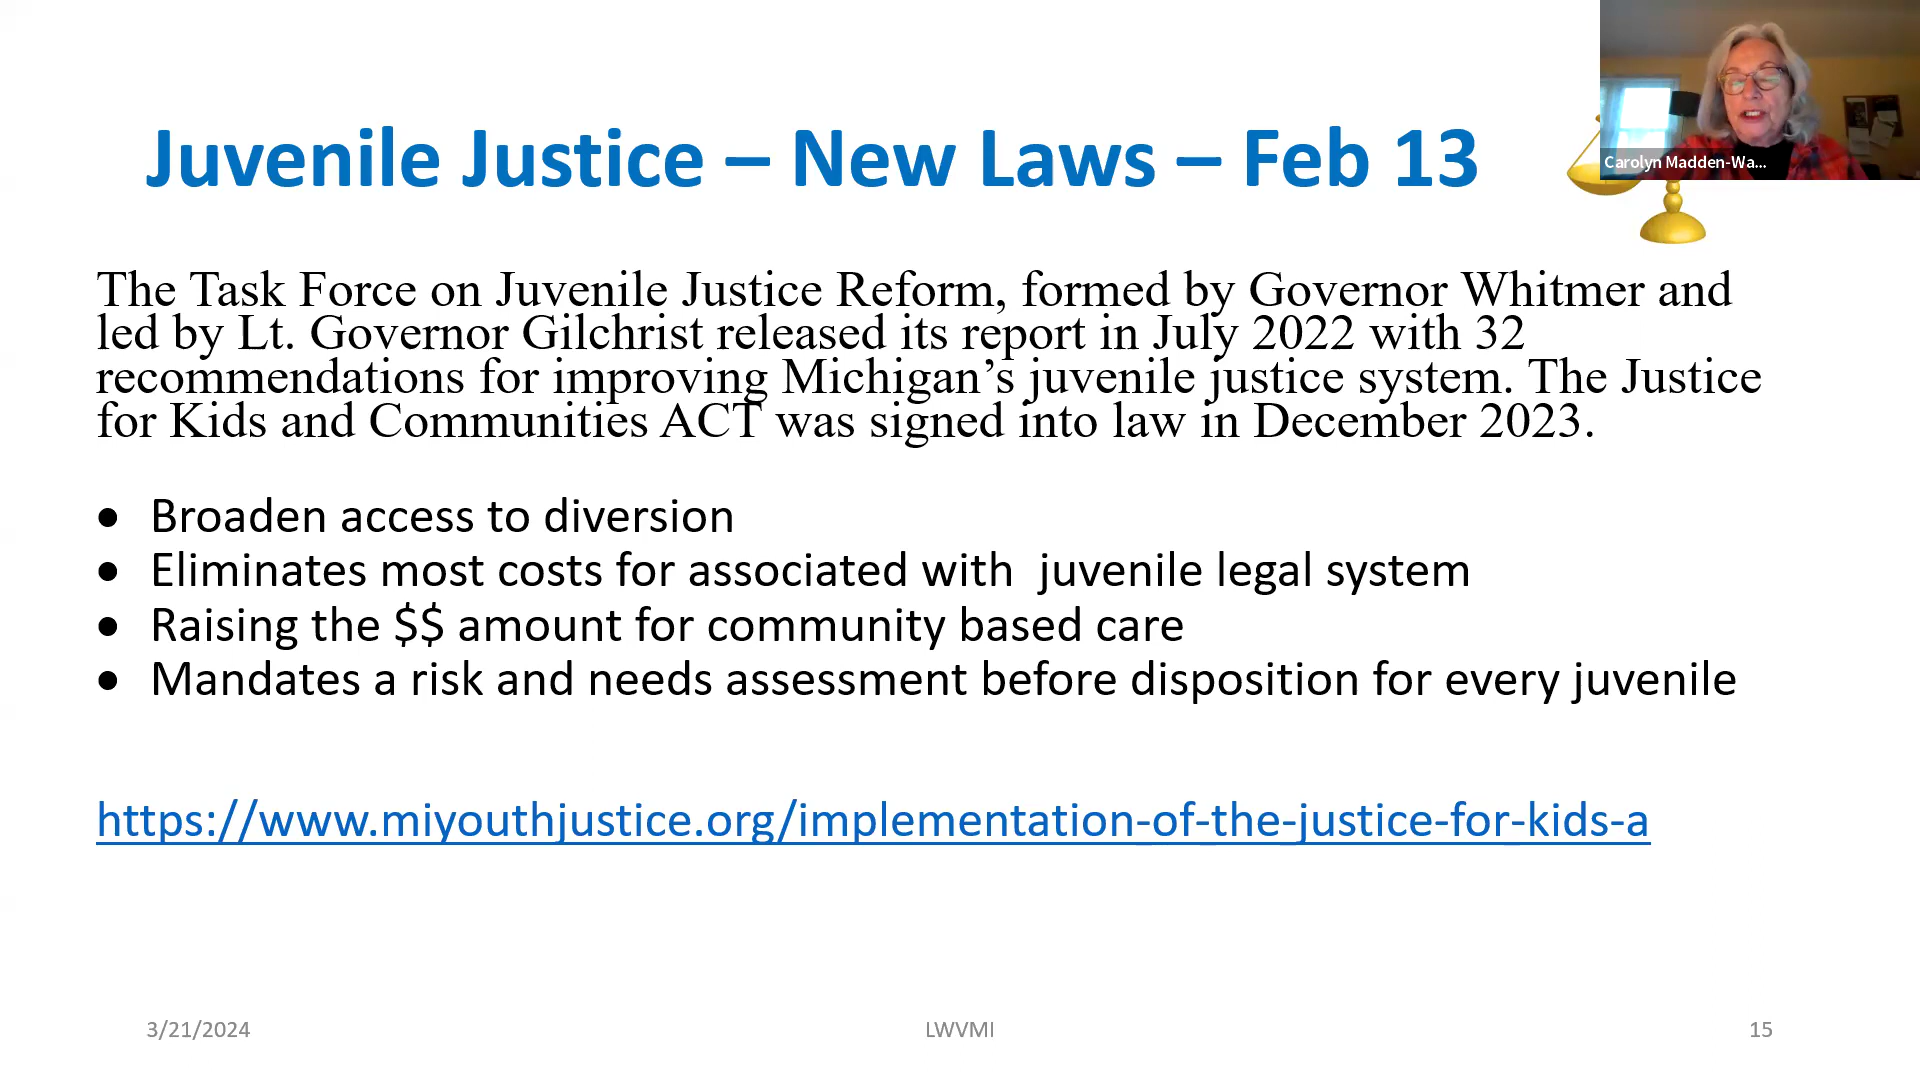 Juvenile Justice – New Laws – Feb 13
Carolyn Madden-Wa...
The Task Force on Juvenile Justice Reform, formed by Governor Whitmer and
led by Lt. Governor Gilchrist released its report in July 2022 with 32
recommendations for improving Michigan’s juvenile justice system. The Justice
for Kids and Communities ACT was signed into law in December 2023.
• Broaden access to diversion
• Eliminates most costs for associated with  juvenile legal system
• Raising the $$ amount for community based care
• Mandates a risk and needs assessment before disposition for every juvenile
https://www.miyouthjustice.org/implementation-of-the-justice-for-kids-a
3/21/2024
LWVMI
15